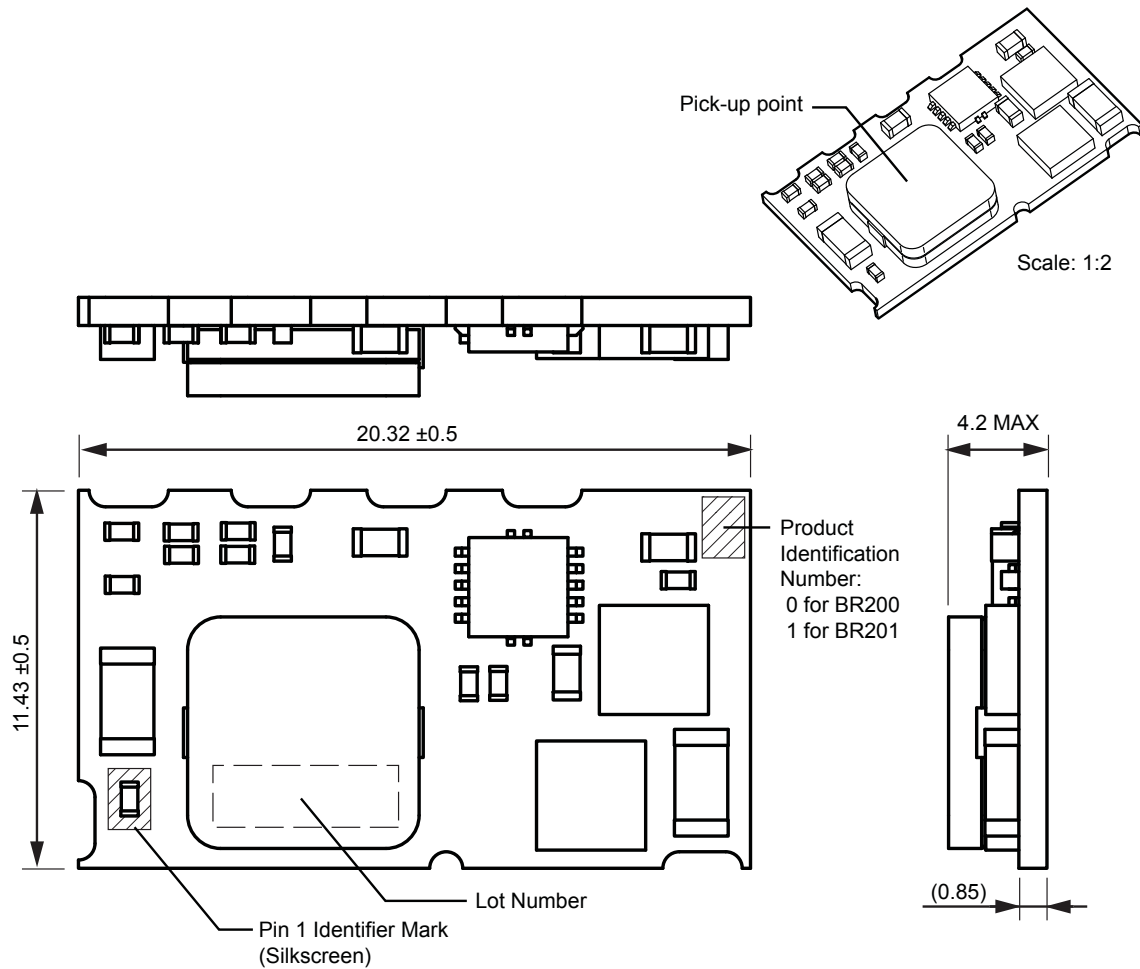 Pick-up point
Scale: 1:2
20.32 ±0.5
4.2 MAX
11.43 ±0.5
Product
Identification
Number:
0 for BR200
1 for BR201
Lot Number
Pin 1 Identifier Mark
(Silkscreen)
(0.85)